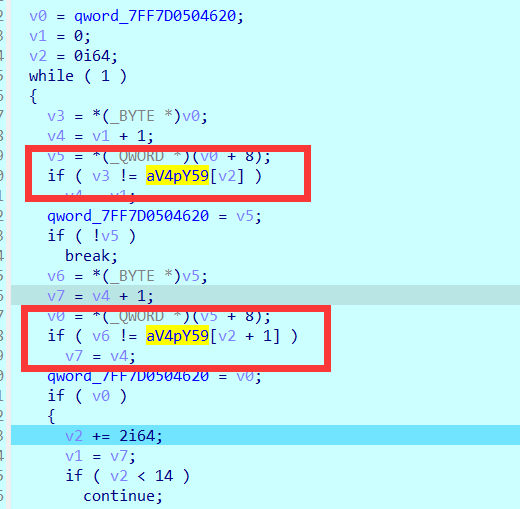 v0 = qword_7FF7D0504620;
v1 = 0;
v2 = 0i64;
while ( 1 )
{
v3 = *(_BYTE *)v0;
v4 = v1 + 1;
v5 = *(_QWORD *)(v0 + 8);
if ( v3 != aV4pY59[v2] )
qword_7FF7D0504620 = v5;
if ( !v5 )
break;
v6 = *(_BYTE *)v5;
v7 = v4 + 1;
v0 = *(_QWORD *)(v5 + 8);
if ( v6 != aV4pY59[v2 + 1] )
v7 = v4;
qword_7FF7D0504620 = v0;
if ( v0 )
{
v2 += 2i64;
v1 = v7;
if ( v2 < 14 )
continue;